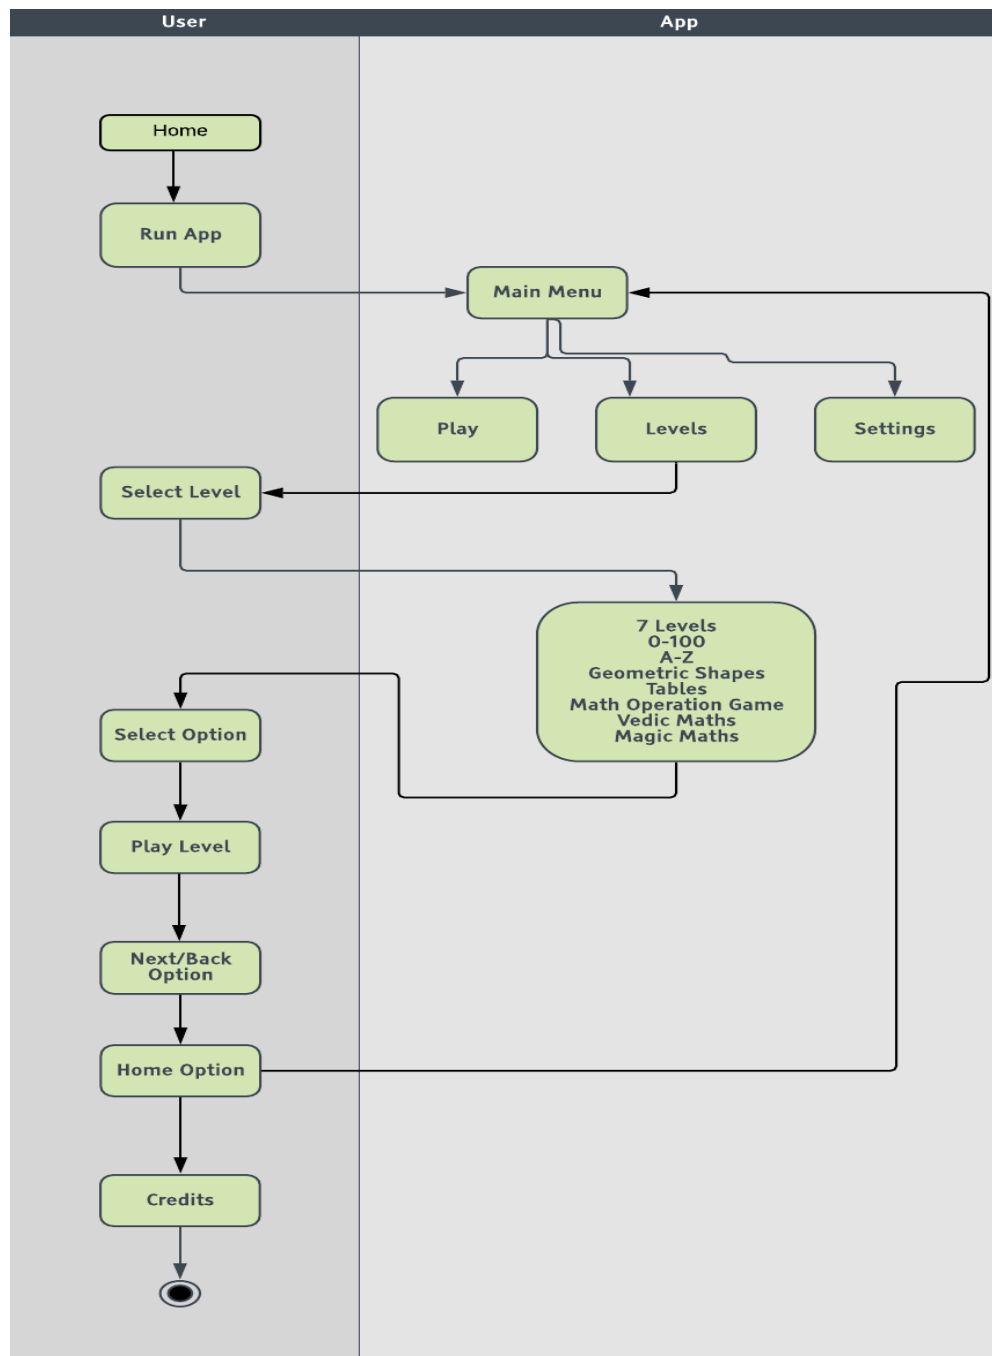 User
App
Home
Run App
Main Menu
Play
Levels
Settings
Select Level
7 Levels
0-100
A-Z
Geometric Shapes
Tables
Math Operation Game
Vedic Maths
Magic Maths
Select Option
Play Level
Next/Back
Option
Home Option
Credits